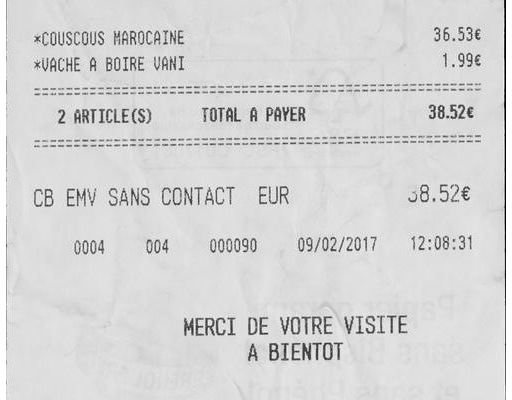 *COUSCOUS MAROCAINE 36.53€
*VACHE A BOIRE VANI 1.99€
2 ARTICLE(S) TOTAL A PAYER 38.52€
CB EMV SANS CONTACT EUR 38.52€
0004 004 000090 09/02/2017 12:08:31
MERCI DE VOTRE VISITE
A BIENTOT